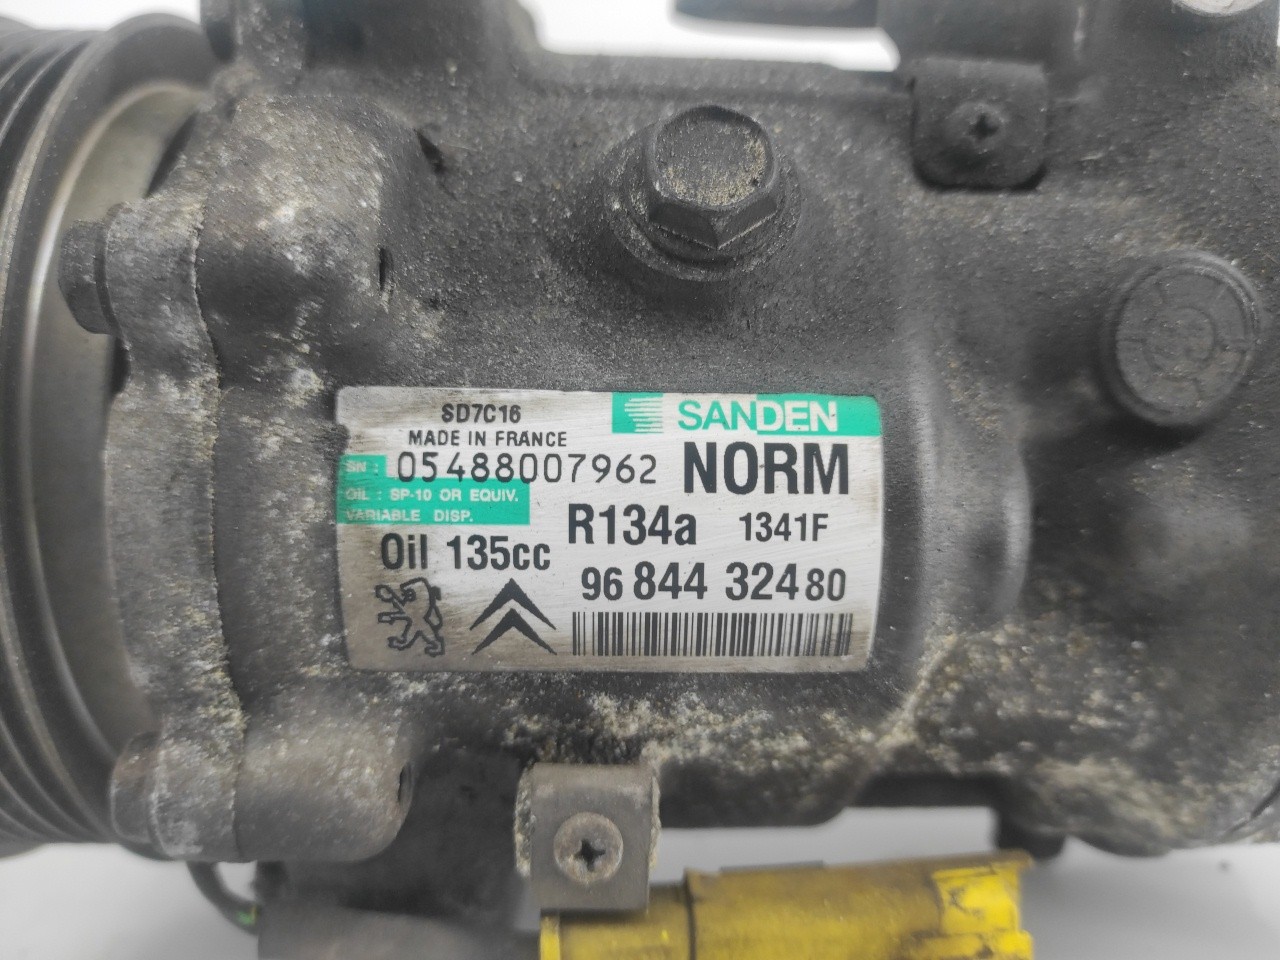 SD7C16
SANDEN
MADE IN FRANCE
SN : 05488007962 NORM
OIL : SP-10 OR EQUIV.
VARIABLE DISP.
R134a 1341F
Oil 135cc
96 844 324 80